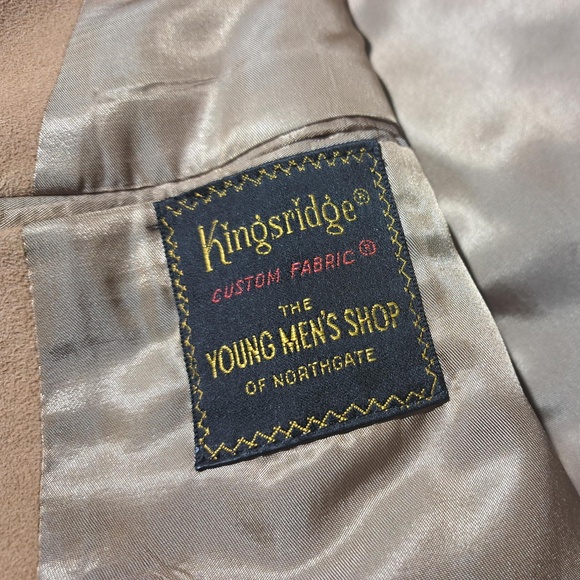 Kingsridge®
CUSTOM FABRIC®
THE
YOUNG MEN'S SHOP
OF NORTHGATE